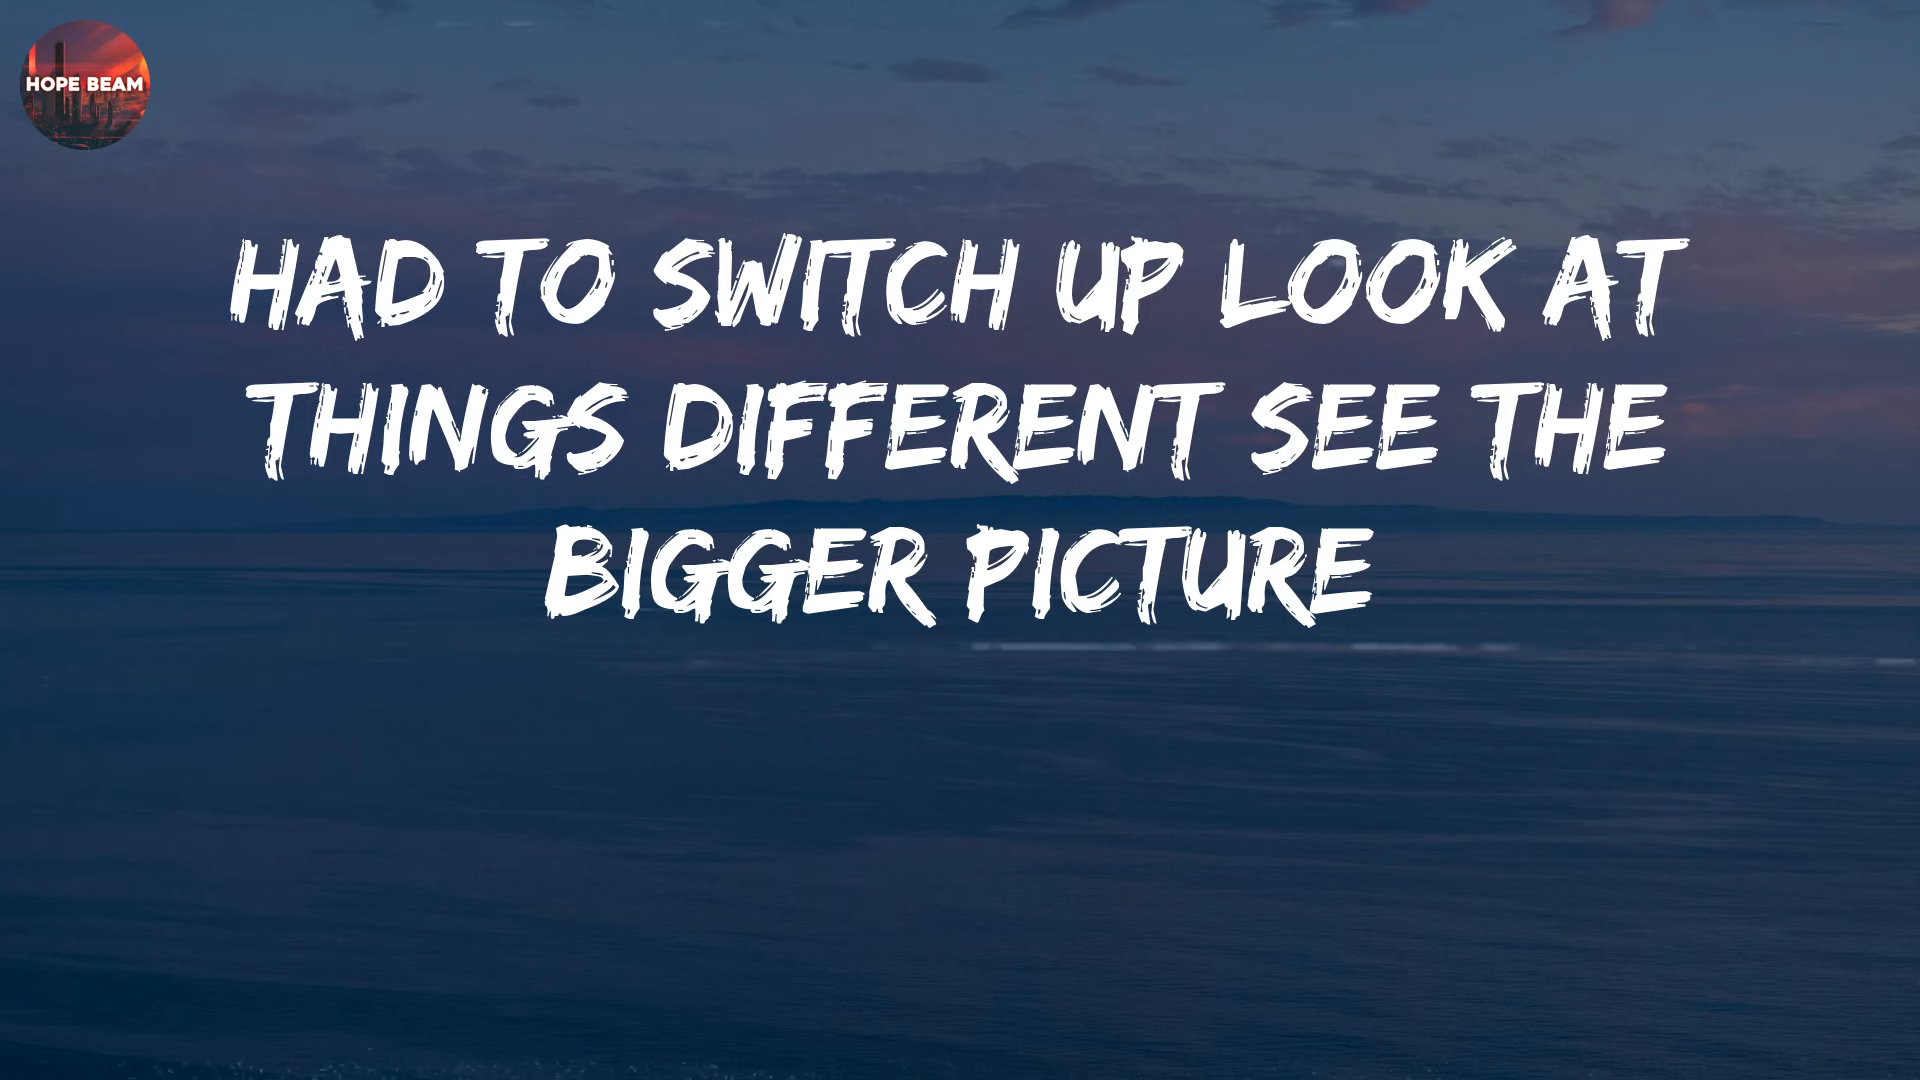 HOPE BEAM
HAD TO SWITCH UP LOOK AT
THINGS DIFFERENT SEE THE
BIGGER PICTURE